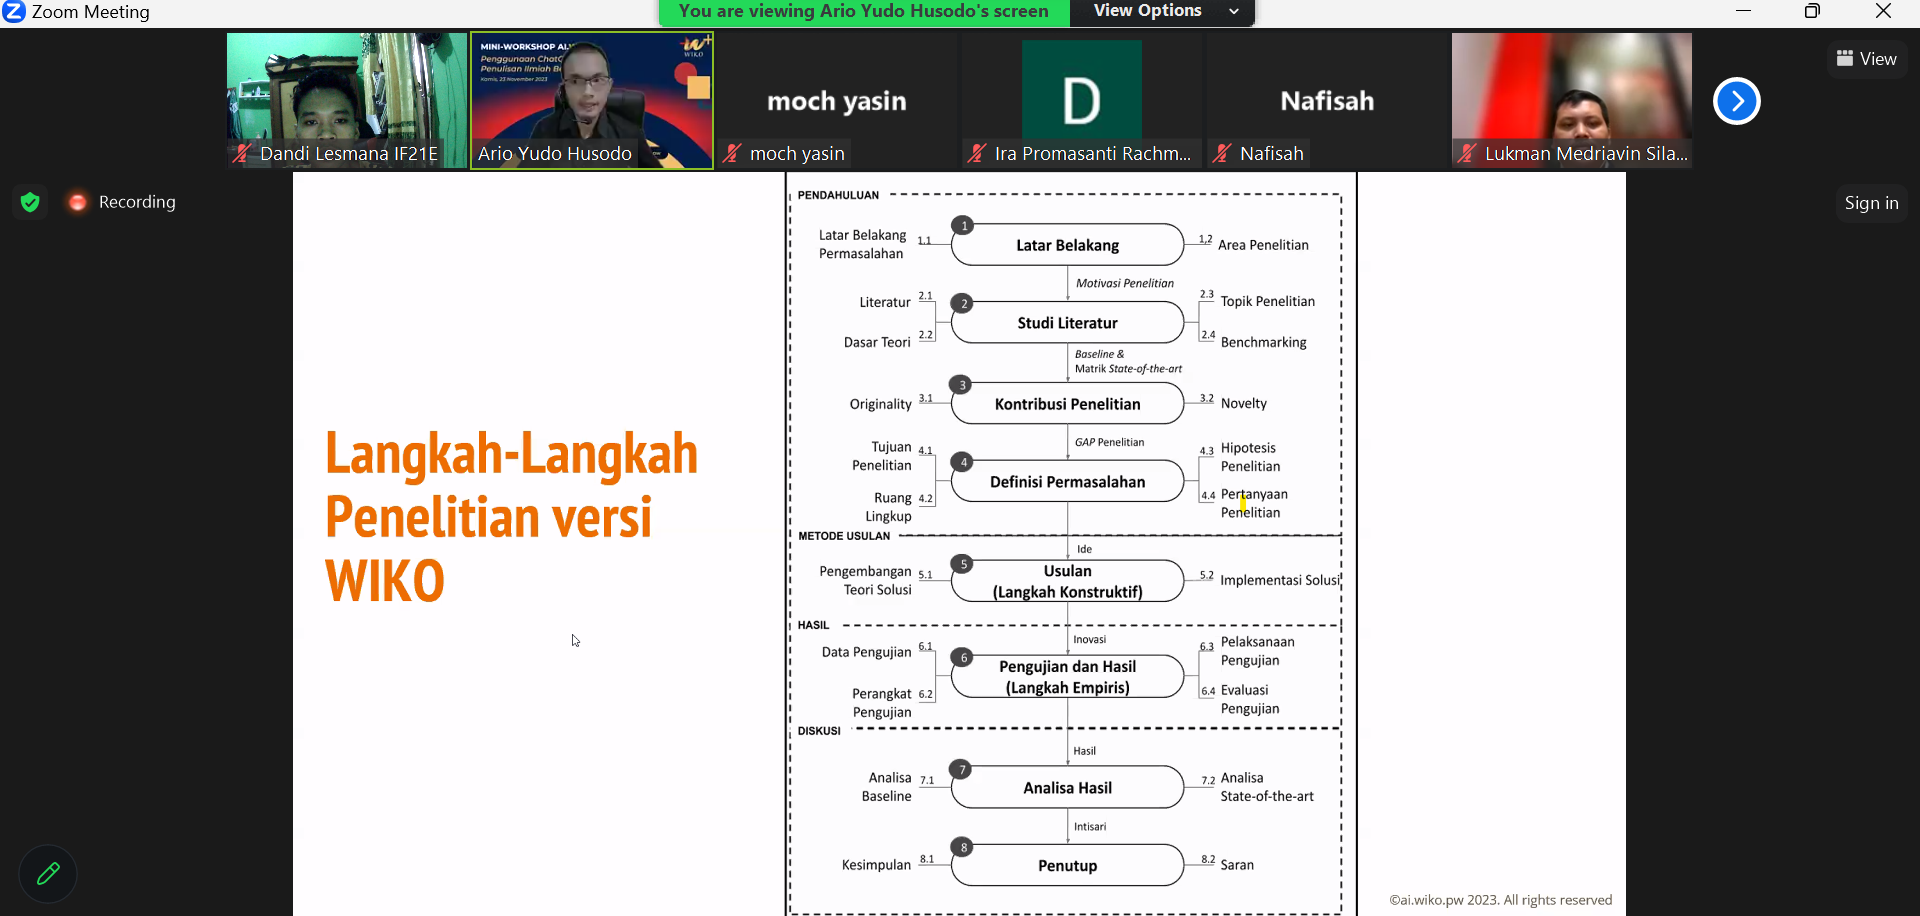 Zoom Meeting
You are viewing Ario Yudo Husodo's screen
View Options
View
MINI-WORKSHOP
Penggunaan
Penulisan Ilmiah
Kamis, 23 November 2023
WIKO
Dandi Lesmana IF21E
Ario Yudo Husodo
moch yasin
moch yasin
D
Ira Promasanti Rachm...
Nafisah
Nafisah
Lukman Medriavin Sila...
Recording
Sign in
Langkah-Langkah
Penelitian versi
WIKO
PENDAHULUAN
1
Latar Belakang
Permasalahan
1.1
Latar Belakang
1,2
Area Penelitian
Motivasi Penelitian
2
Literatur
2.1
Dasar Teori
2.2
Studi Literatur
2.3
Topik Penelitian
2.4
Benchmarking
Baseline &
Matrik State-of-the-art
3
Originality
3.1
Kontribusi Penelitian
3.2
Novelty
GAP Penelitian
4
Tujuan
Penelitian
4.1
Ruang
Lingkup
4.2
Definisi Permasalahan
4.3
Hipotesis
Penelitian
4.4
Pertanyaan
Penelitian
METODE USULAN
Ide
5
Pengembangan
Teori Solusi
5.1
Usulan
(Langkah Konstruktif)
5.2
Implementasi Solusi
HASIL
Inovasi
6
Data Pengujian
6.1
Perangkat
Pengujian
6.2
Pengujian dan Hasil
(Langkah Empiris)
6.3
Pelaksanaan
Pengujian
6.4
Evaluasi
Pengujian
DISKUSI
Hasil
7
Analisa
Baseline
7.1
Analisa Hasil
7.2
Analisa
State-of-the-art
Intisari
8
Kesimpulan
8.1
Penutup
8.2
Saran
©ai.wiko.pw 2023. All rights reserved